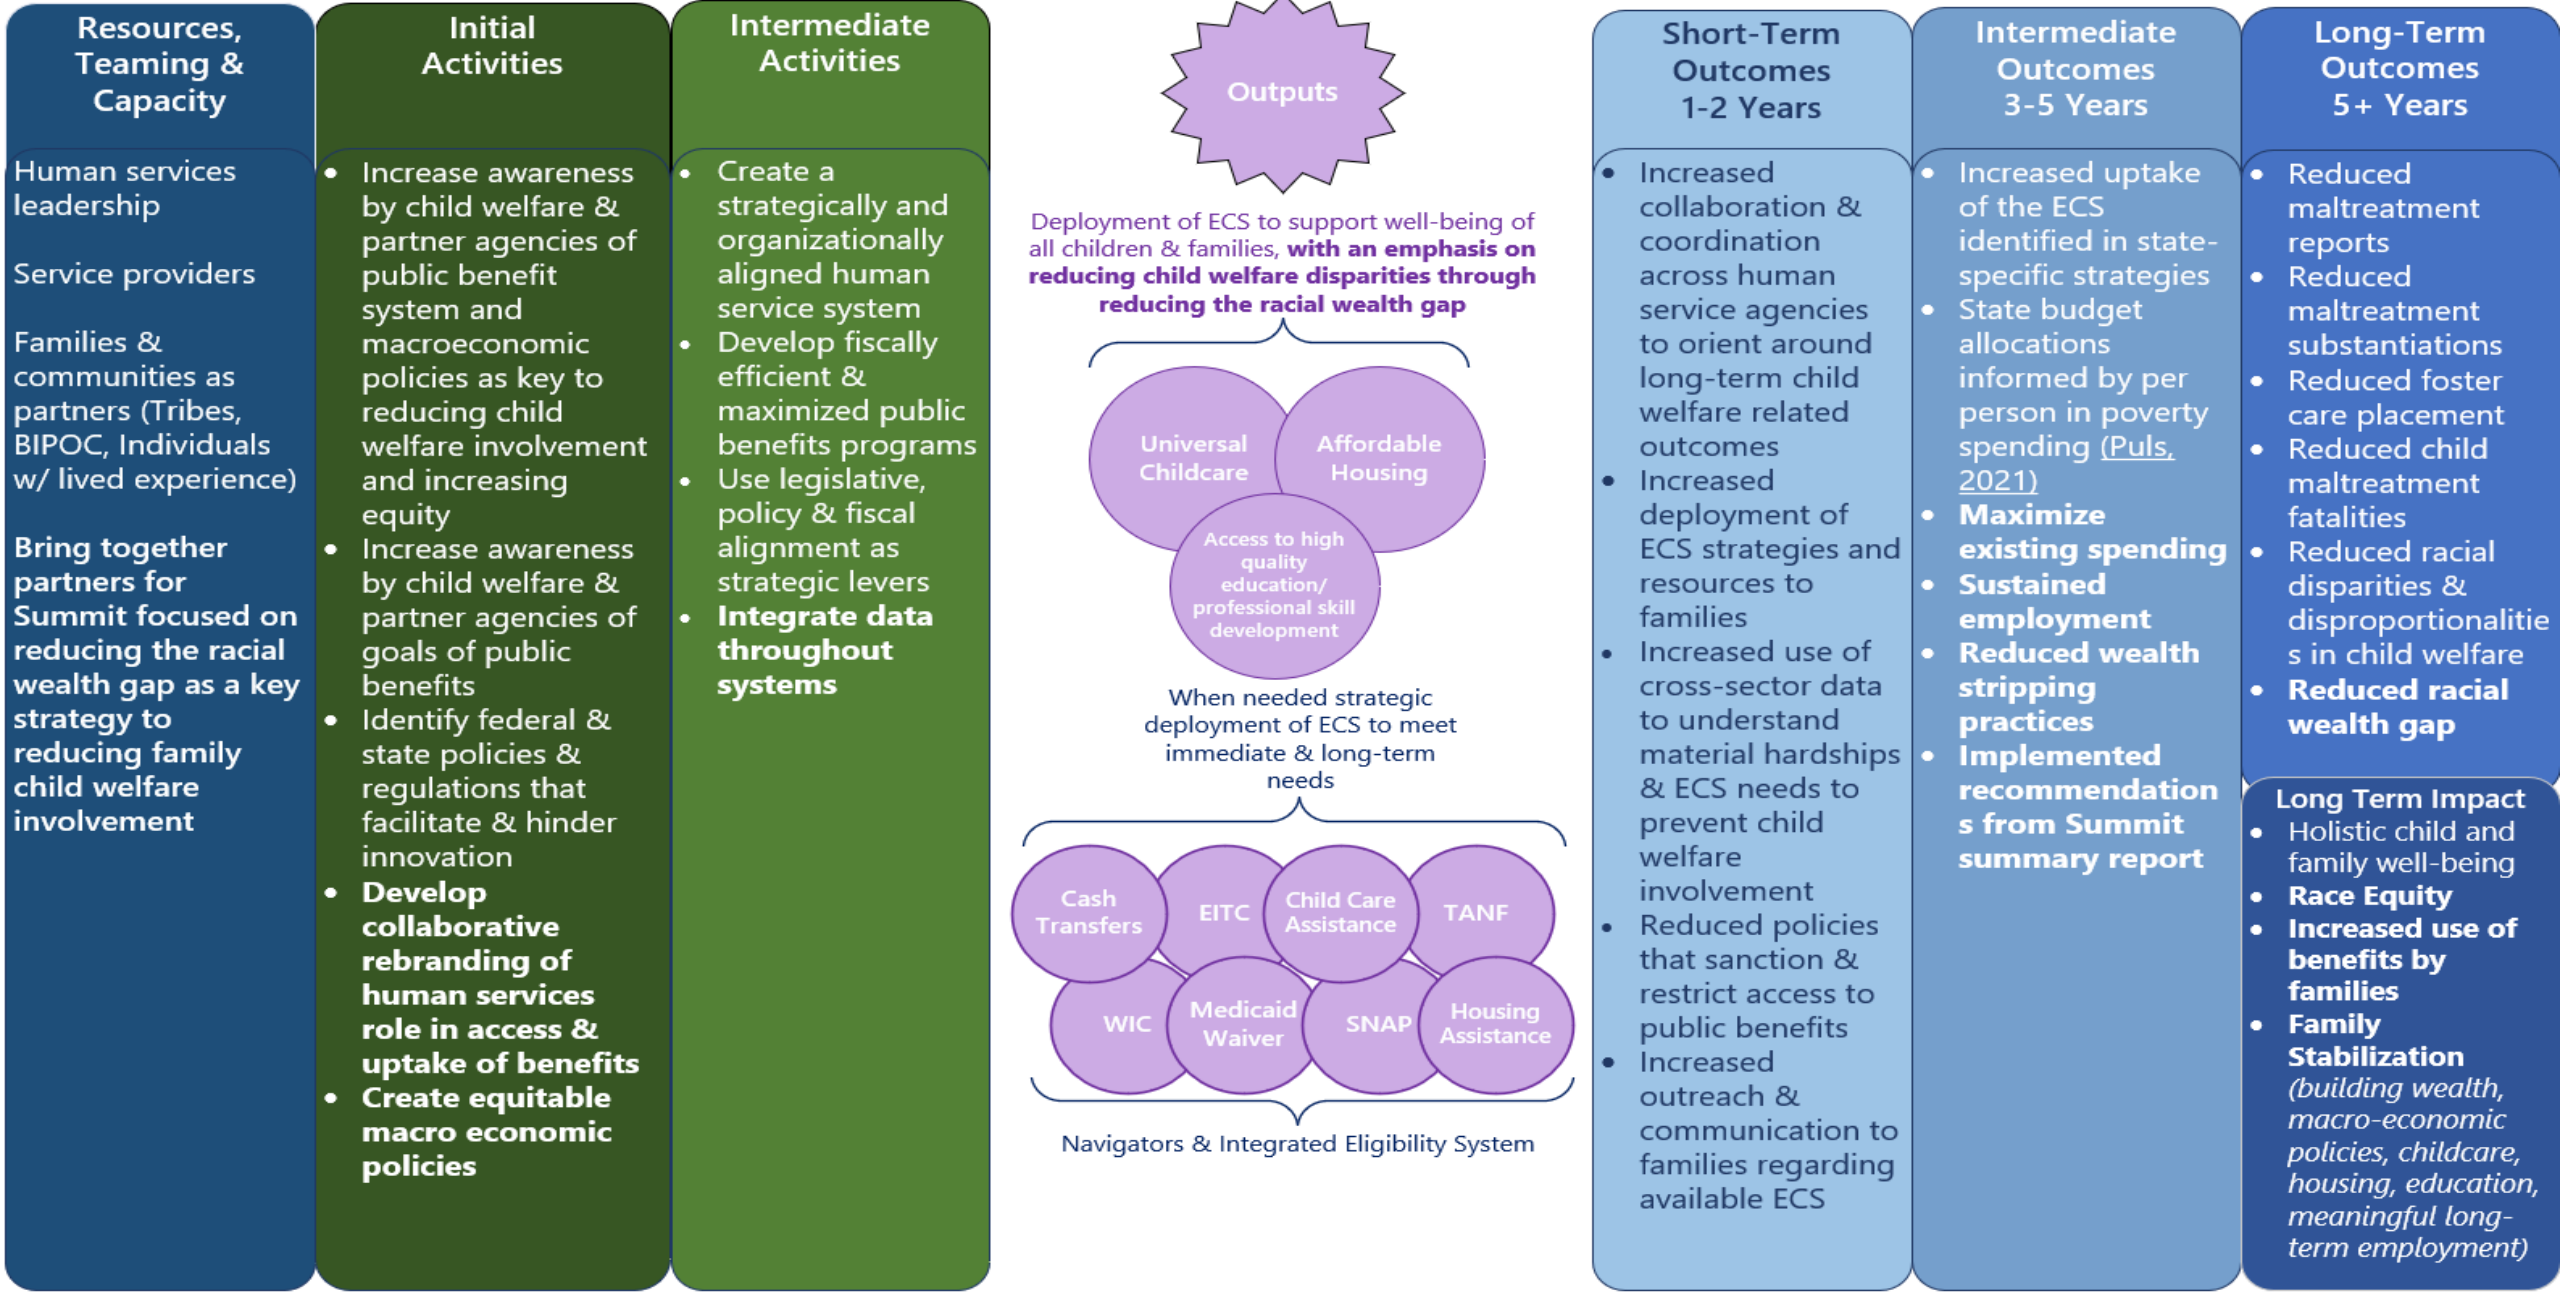 Resources,
Teaming &
Capacity
Human services
leadership
Service providers
Families &
communities as
partners (Tribes,
BIPOC, Individuals
w/ lived experience)
Bring together
partners for
Summit focused on
reducing the racial
wealth gap as a key
strategy to
reducing family
child welfare
involvement
Initial
Activities
• Increase awareness
by child welfare &
partner agencies of
public benefit
system and
macroeconomic
policies as key to
reducing child
welfare involvement
and increasing
equity
• Increase awareness
by child welfare &
partner agencies of
goals of public
benefits
• Identify federal &
state policies &
regulations that
facilitate & hinder
innovation
• Develop
collaborative
rebranding of
human services
role in access &
uptake of benefits
• Create equitable
macro economic
policies
Intermediate
Activities
• Create a
strategically and
organizationally
aligned human
service system
• Develop fiscally
efficient &
maximized public
benefits programs
• Use legislative,
policy & fiscal
alignment as
strategic levers
• Integrate data
throughout
systems
Outputs
Deployment of ECS to support well-being of
all children & families, with an emphasis on
reducing child welfare disparities through
reducing the racial wealth gap
Universal
Childcare
Affordable
Housing
Access to high
quality
education/
professional skill
development
When needed strategic
deployment of ECS to meet
immediate & long-term
needs
Cash
Transfers
EITC
Child Care
Assistance
TANF
WIC
Medicaid
Waiver
SNAP
Housing
Assistance
Navigators & Integrated Eligibility System
Short-Term
Outcomes
1-2 Years
• Increased
collaboration &
coordination
across human
service agencies
to orient around
long-term child
welfare related
outcomes
• Increased
deployment of
ECS strategies and
resources to
families
• Increased use of
cross-sector data
to understand
material hardships
& ECS needs to
prevent child
welfare
involvement
• Reduced policies
that sanction &
restrict access to
public benefits
• Increased
outreach &
communication to
families regarding
available ECS
Intermediate
Outcomes
3-5 Years
• Increased uptake
of the ECS
identified in state-
specific strategies
• State budget
allocations
informed by per
person in poverty
spending (Puls,
2021)
• Maximize
existing spending
• Sustained
employment
• Reduced wealth
stripping
practices
• Implemented
recommendation
s from Summit
summary report
Long-Term
Outcomes
5+ Years
• Reduced
maltreatment
reports
• Reduced
maltreatment
substantiations
• Reduced foster
care placement
• Reduced child
maltreatment
fatalities
• Reduced racial
disparities &
disproportionalitie
s in child welfare
• Reduced racial
wealth gap
Long Term Impact
• Holistic child and
family well-being
• Race Equity
• Increased use of
benefits by
families
• Family
Stabilization
(building wealth,
macro-economic
policies, childcare,
housing, education,
meaningful long-
term employment)